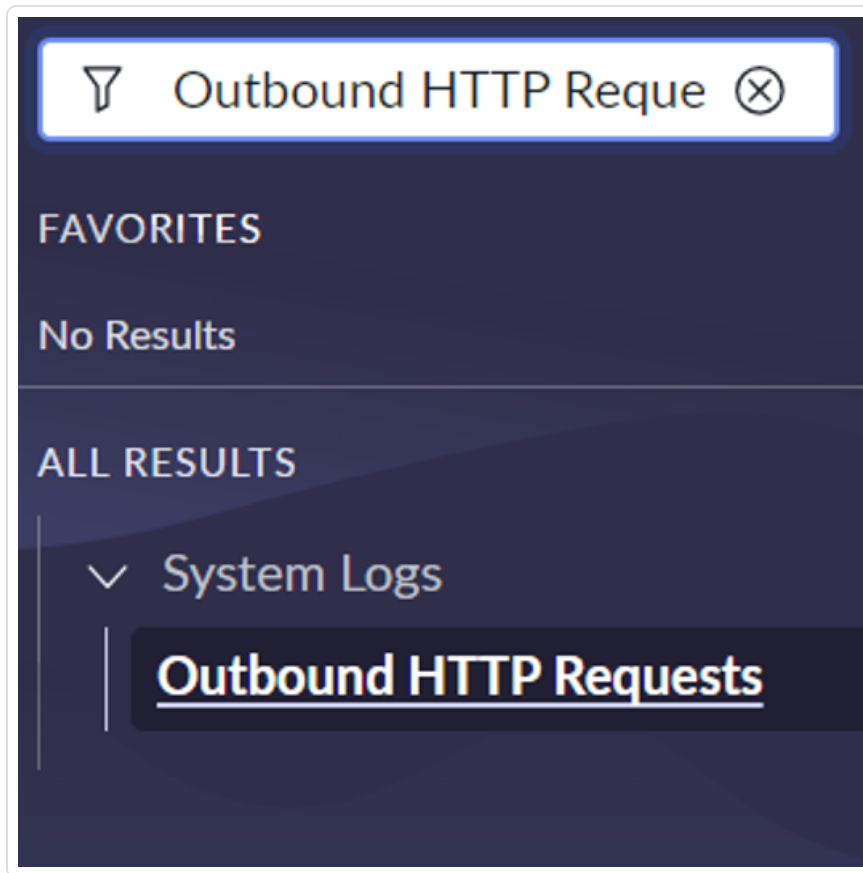 Outbound HTTP Reque
FAVORITES
No Results
ALL RESULTS
System Logs
Outbound HTTP Requests